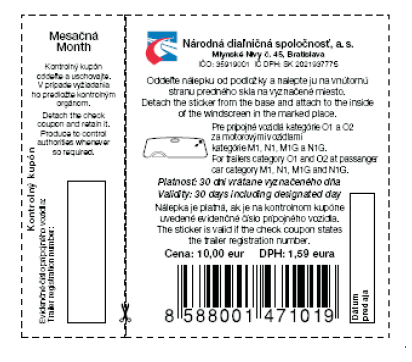 Mesačná
Month
Kontrolný kupón
oddeľte a uschovajte.
V prípade vyžiadania
ho predložte kontrolným
orgánom.
Detach the check
coupon and retain it.
Produce to control
authorities whenever
so required.
Kontrolný kupón
Evidenčné číslo prípojného vozidla:
Trailer registration number:
Národná diaľničná spoločnosť, a. s.
Mlynské Nivy č. 45, Bratislava
IČO: 35919001 IČ DPH: SK 2021937775
Oddeľte nálepku od podložky a nalepte ju na vnútornú
stranu predného skla na vyznačené miesto.
Detach the sticker from the base and attach to the inside
of the windscreen in the marked place.
Pre prípojné vozidlá kategórie O1 a O2
za motorovými vozidlami
kategórie M1, N1, M1G a N1G.
For trailers category O1 and O2 at passanger
car category M1, N1, M1G and N1G.
Platnosť: 30 dní vrátane vyznačeného dňa
Validity: 30 days including designated day
Nálepka je platná, ak je na kontrolnom kupóne
uvedené evidenčné číslo prípojného vozidla.
The sticker is valid if the check coupon states
the trailer registration number.
Cena: 10,00 eur DPH: 1,59 eura
8 588001 471019
Dátum
predaja